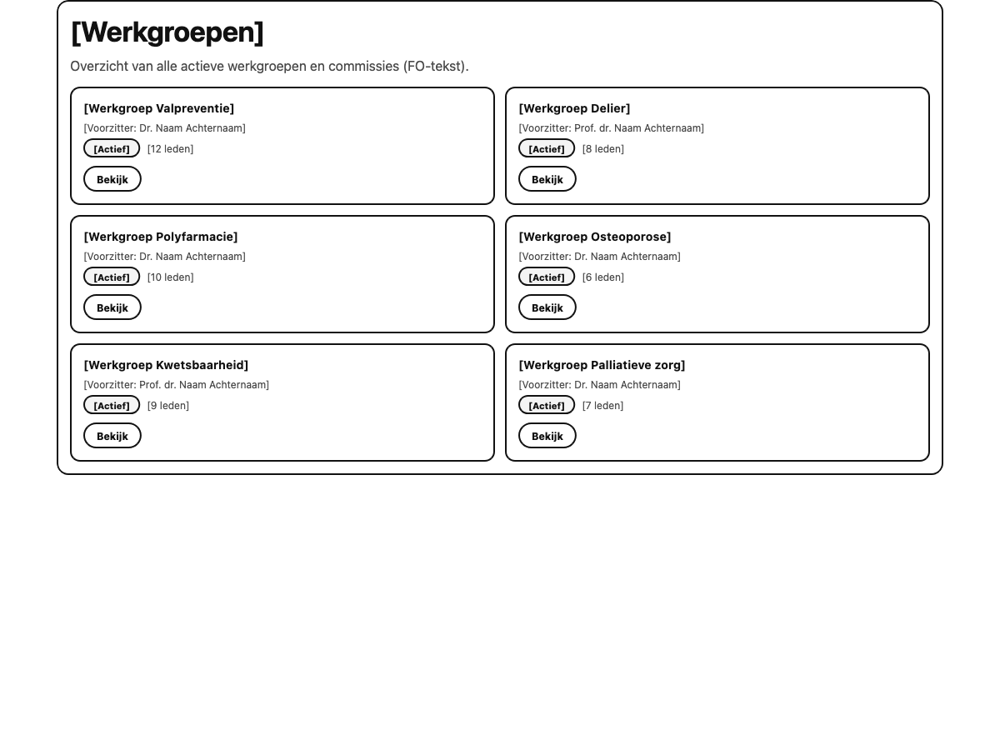 [Werkgroepen]
Overzicht van alle actieve werkgroepen en commissies (FO-tekst).
[Werkgroep Valpreventie]
[Voorzitter: Dr. Naam Achternaam]
[Actief] [12 leden]
Bekijk
[Werkgroep Delier]
[Voorzitter: Prof. dr. Naam Achternaam]
[Actief] [8 leden]
Bekijk
[Werkgroep Polyfarmacie]
[Voorzitter: Dr. Naam Achternaam]
[Actief] [10 leden]
Bekijk
[Werkgroep Osteoporose]
[Voorzitter: Dr. Naam Achternaam]
[Actief] [6 leden]
Bekijk
[Werkgroep Kwetsbaarheid]
[Voorzitter: Prof. dr. Naam Achternaam]
[Actief] [9 leden]
Bekijk
[Werkgroep Palliatieve zorg]
[Voorzitter: Dr. Naam Achternaam]
[Actief] [7 leden]
Bekijk